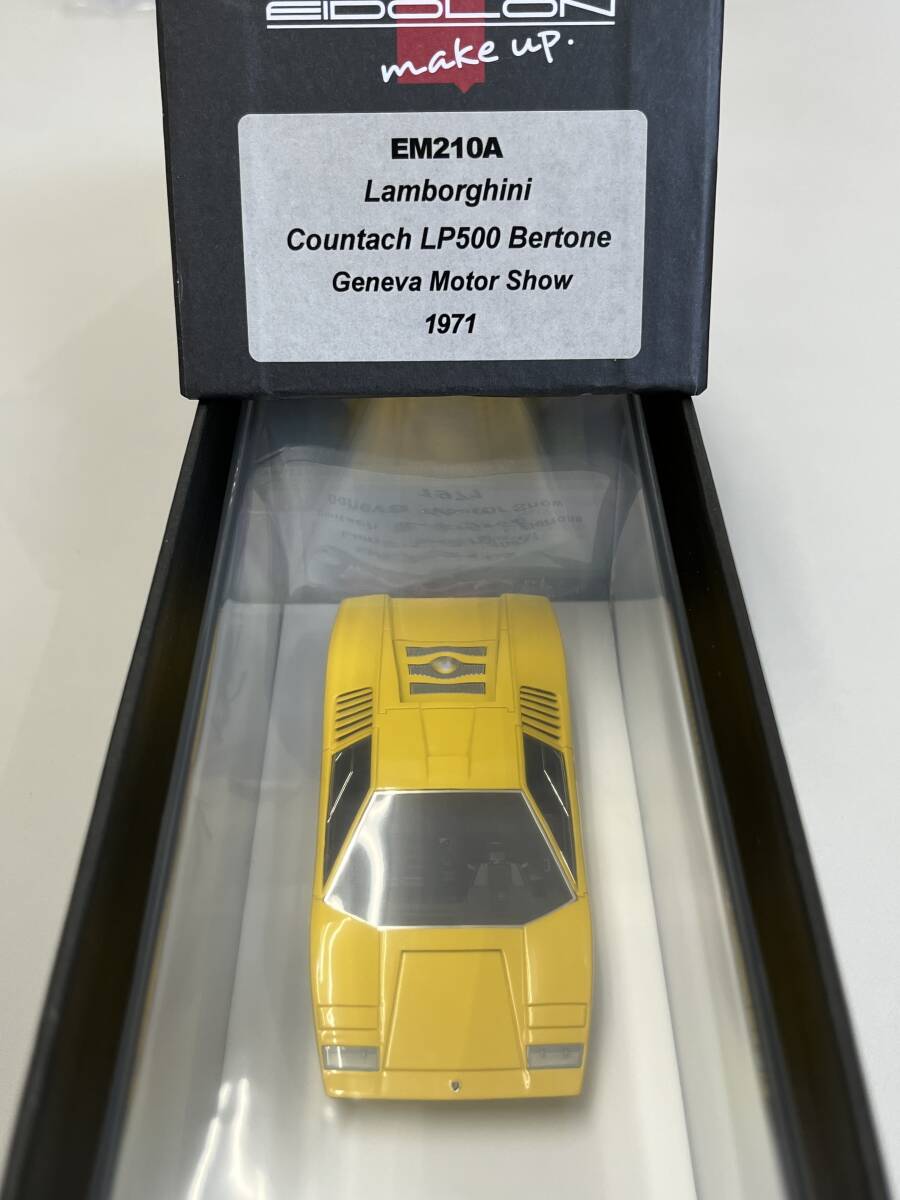 EIDOLON
make up.
EM210A
Lamborghini
Countach LP500 Bertone
Geneva Motor Show
1971